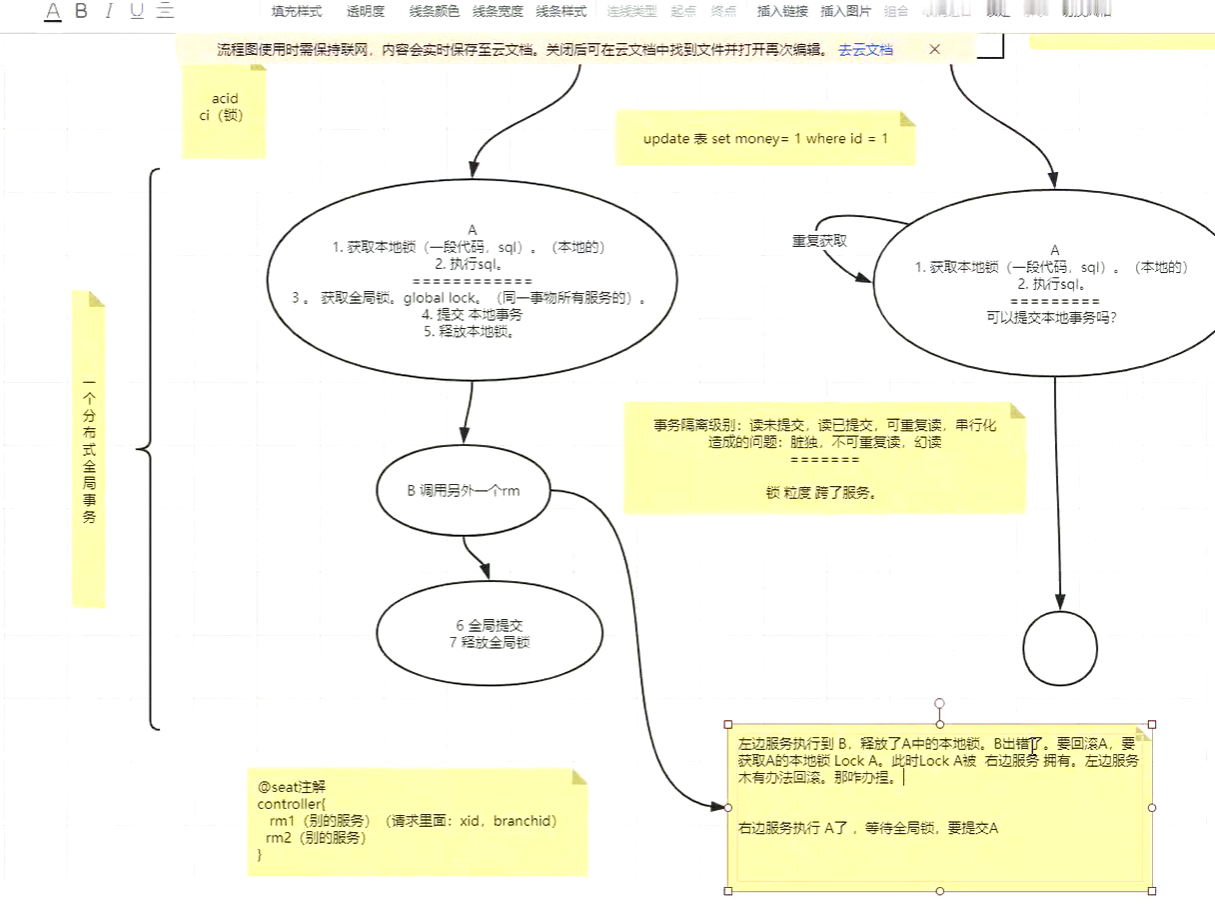 A B I U
填充样式 透明度 线条颜色 线条宽度 线条样式 连线类型 起点 终点 插入链接 插入图片 组合
流程图使用时需保持联网，内容会实时保存至云文档。关闭后可在云文档中找到文件并打开再次编辑。 去云文档 ×
acid
ci（锁）
update 表 set money= 1 where id = 1
A
1. 获取本地锁（一段代码，sql）。（本地的）
2. 执行sql。
============
3 。 获取全局锁。global lock。（同一事物所有服务的）。
4. 提交 本地事务
5. 释放本地锁。
重复获取
A
1. 获取本地锁（一段代码，sql）。（本地的）
2. 执行sql。
=========
可以提交本地事务吗?
一个分布式全局事务
事务隔离级别：读未提交，读已提交，可重复读，串行化
造成的问题：脏独，不可重复读，幻读
=======
锁 粒度 跨了服务。
B 调用另外一个rm
6 全局提交
7 释放全局锁
左边服务执行到 B，释放了A中的本地锁。B出错了。要回滚A，要
获取A的本地锁 Lock A。此时Lock A被 右边服务 拥有。左边服务
木有办法回滚。那咋办捏。
右边服务执行 A了 ，等待全局锁，要提交A
@seat注解
controller{
rm1（别的服务）（请求里面：xid，branchid）
rm2（别的服务）
}